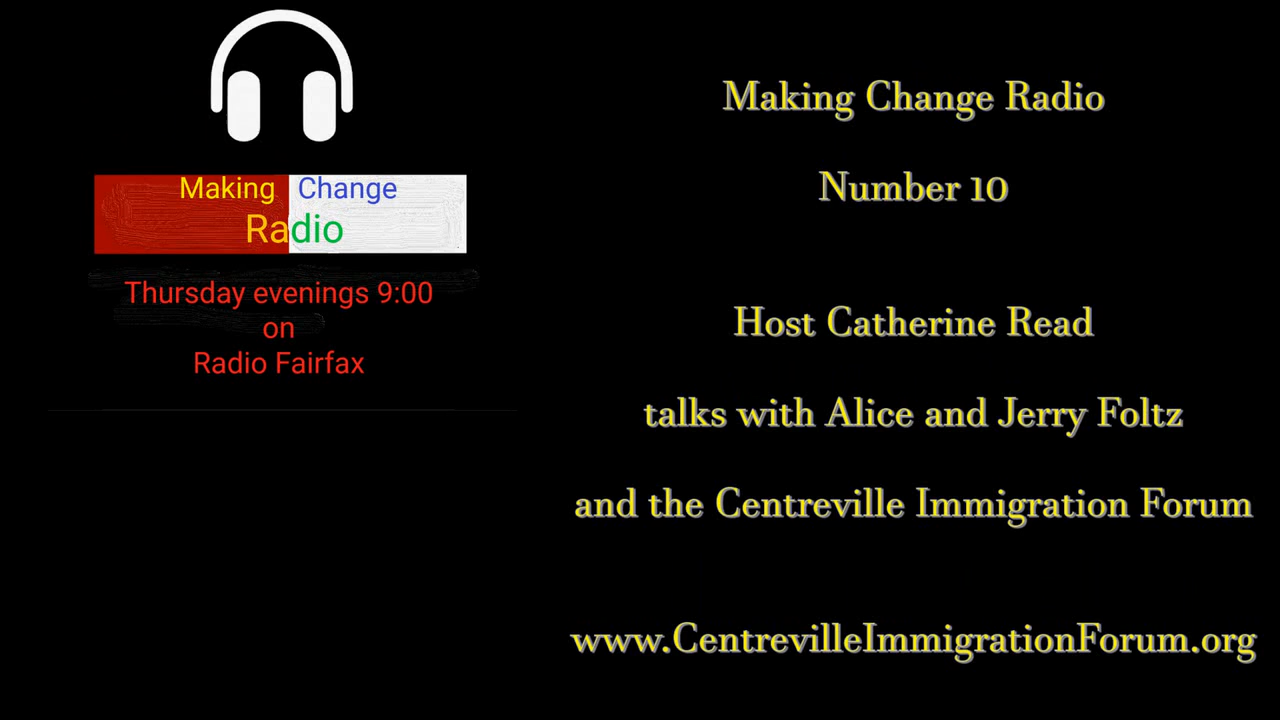 Making Change
Radio
Thursday evenings 9:00
on
Radio Fairfax
Making Change Radio
Number 10
Host Catherine Read
talks with Alice and Jerry Foltz
and the Centreville Immigration Forum
www.CentrevilleImmigrationForum.org